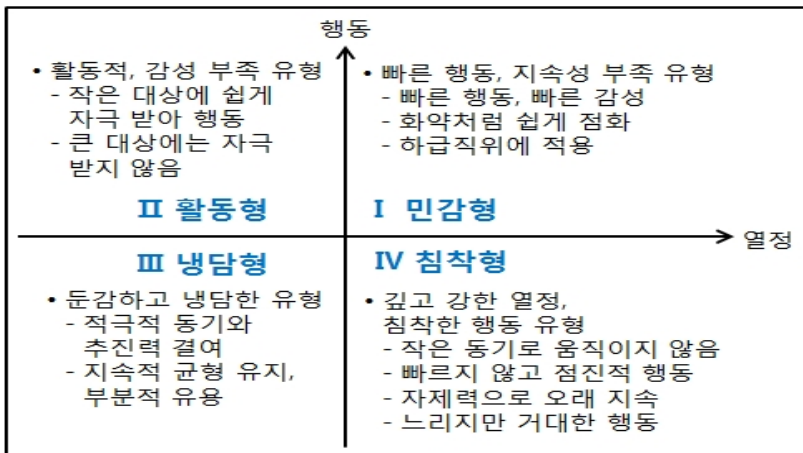 행동
• 활동적, 감성 부족 유형
- 작은 대상에 쉽게
자극 받아 행동
- 큰 대상에는 자극
받지 않음
II 활동형
• 빠른 행동, 지속성 부족 유형
- 빠른 행동, 빠른 감성
- 화약처럼 쉽게 점화
- 하급직위에 적용
I 민감형
열정
III 냉담형
• 둔감하고 냉담한 유형
- 적극적 동기와
추진력 결여
- 지속적 균형 유지,
부분적 유용
IV 침착형
• 깊고 강한 열정,
침착한 행동 유형
- 작은 동기로 움직이지 않음
- 빠르지 않고 점진적 행동
- 자제력으로 오래 지속
- 느리지만 거대한 행동